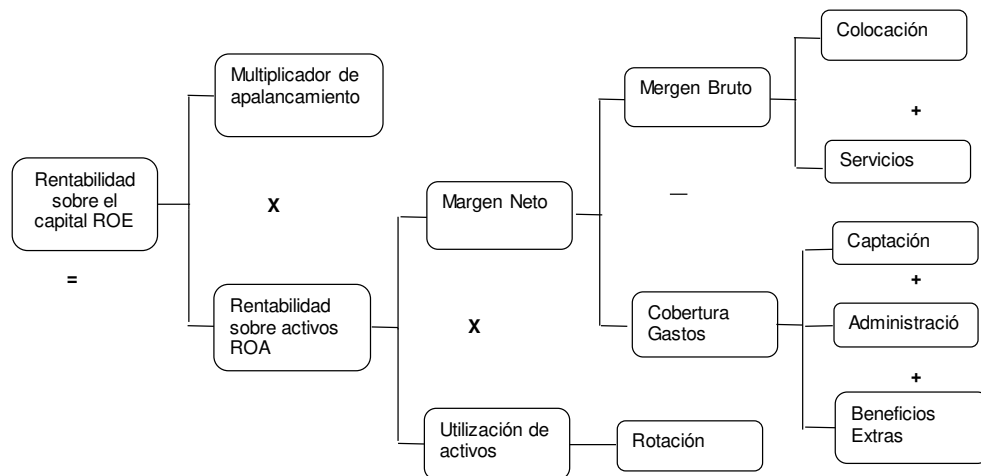 Rentabilidad
sobre el
capital ROE
=
Multiplicador de
apalancamiento
X
Rentabilidad
sobre activos
ROA
Margen Neto
X
Utilización de
activos
Mergen Bruto
—
Cobertura
Gastos
Rotación
Colocación
+
Servicios
Captación
+
Administració
+
Beneficios
Extras